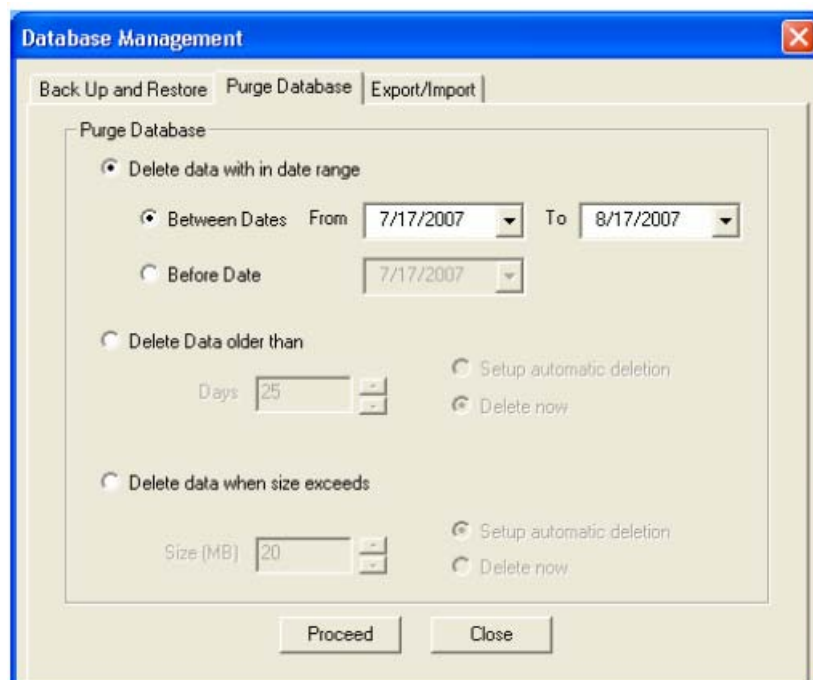 Database Management
Back Up and Restore Purge Database Export/Import
Purge Database
Delete data with in date range
Between Dates From 7/17/2007 To 8/17/2007
Before Date 7/17/2007
Delete Data older than
Days 25 Setup automatic deletion
Delete now
Delete data when size exceeds
Size (MB) 20 Setup automatic deletion
Delete now
Proceed Close